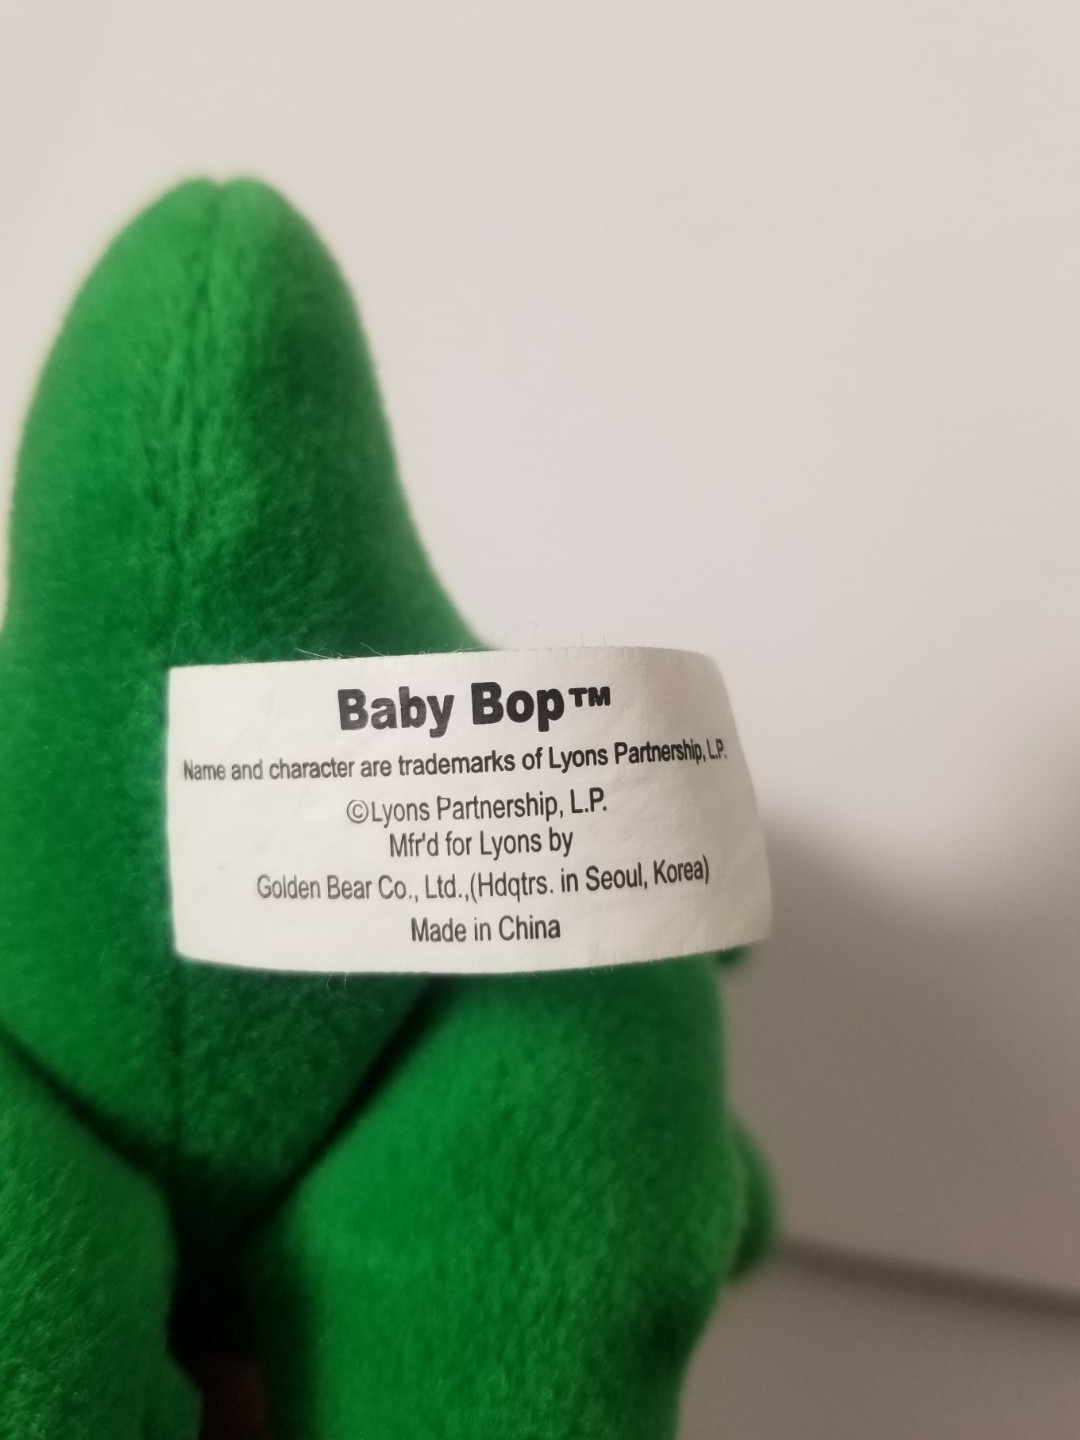 Baby Bop™
Name and character are trademarks of Lyons Partnership, L.P.
©Lyons Partnership, L.P.
Mfr'd for Lyons by
Golden Bear Co., Ltd.,(Hdqtrs. in Seoul, Korea)
Made in China